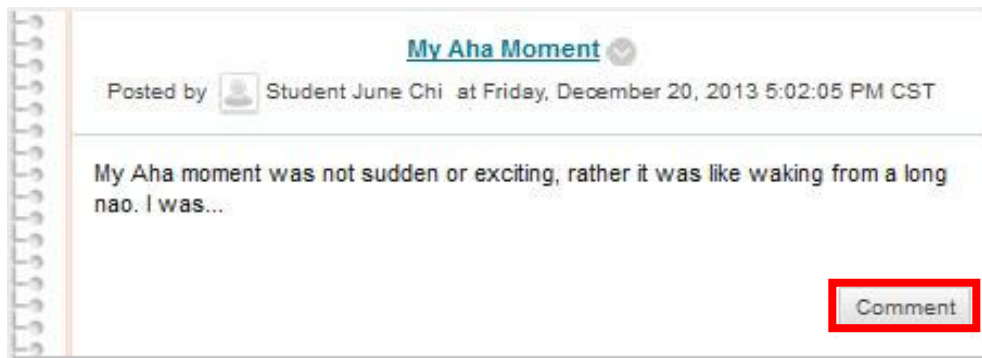 My Aha Moment
Posted by Student June Chi at Friday, December 20, 2013 5:02:05 PM CST
My Aha moment was not sudden or exciting, rather it was like waking from a long
nao. I was...
Comment